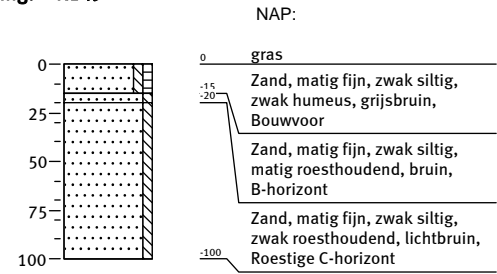 NAP:
0
25
50
75
100
0
gras
-15
Zand, matig fijn, zwak siltig,
zwak humeus, grijsbruin,
Bouwvoor
-20
Zand, matig fijn, zwak siltig,
matig roesthoudend, bruin,
B-horizont
Zand, matig fijn, zwak siltig,
zwak roesthoudend, lichtbruin,
Roestige C-horizont
-100